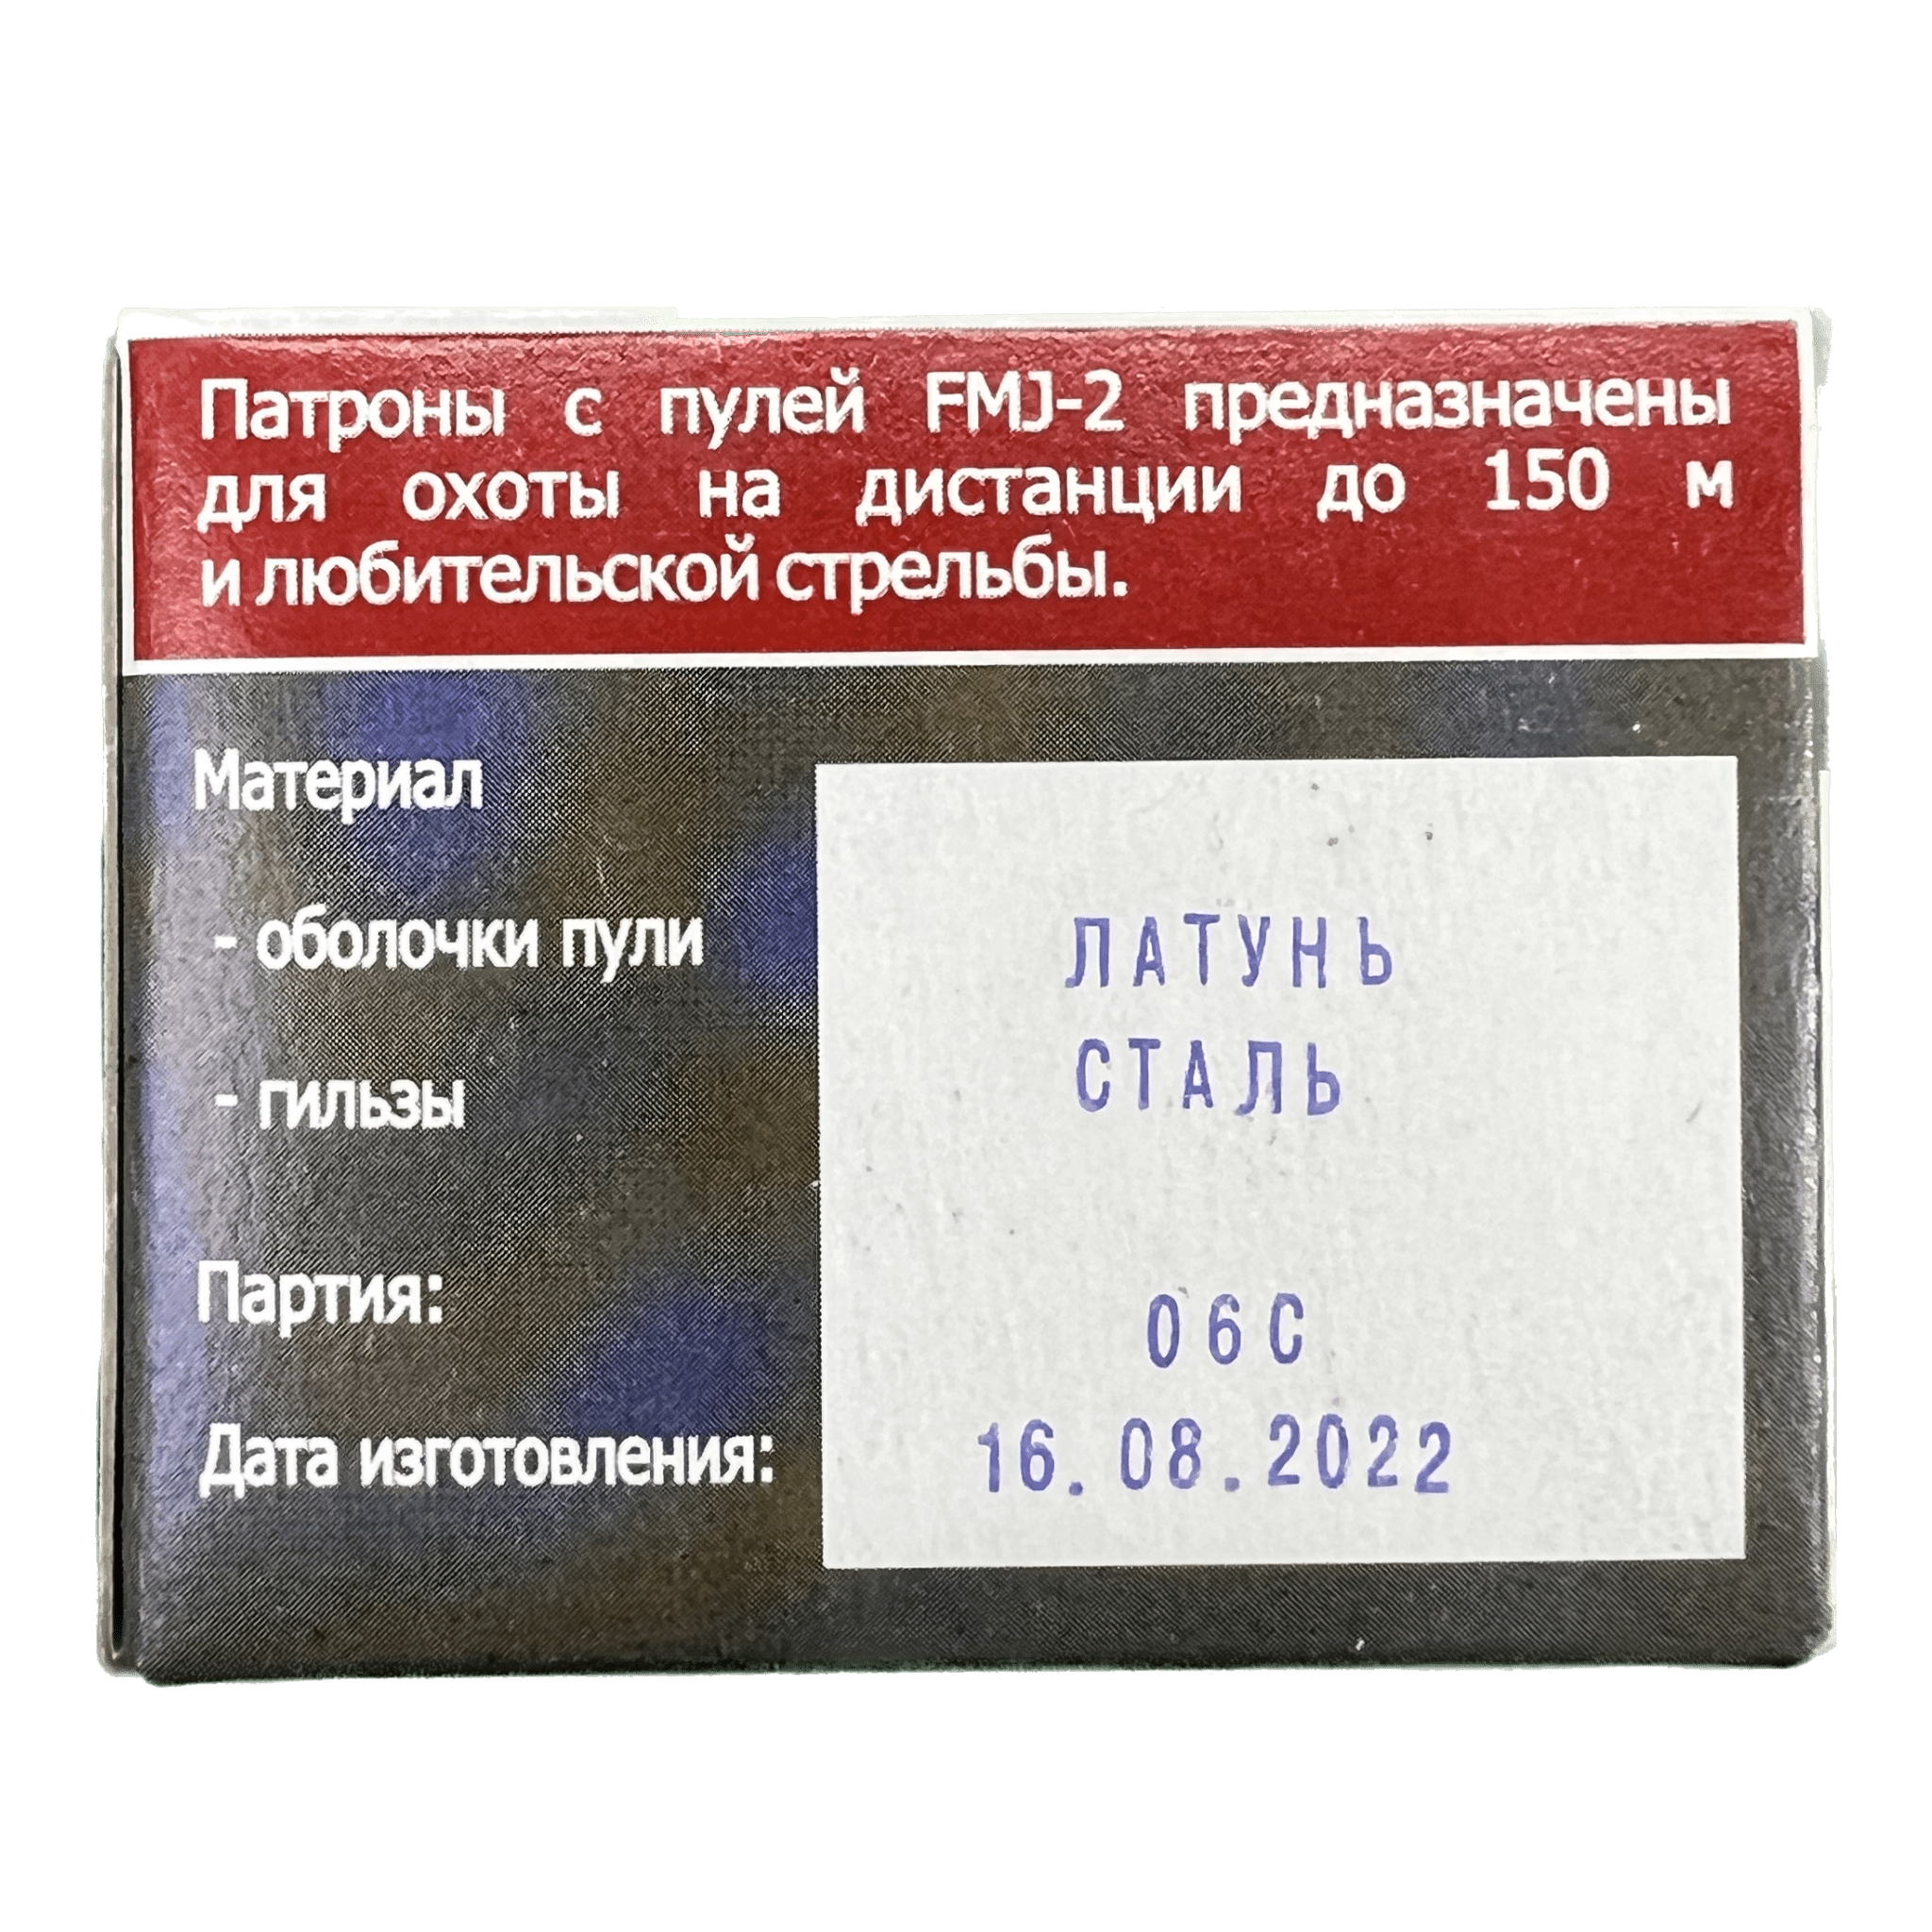 Патроны с пулей FMJ-2 предназначены
для охоты на дистанции до 150 м
и любительской стрельбы.
Материал
- оболочки пули ЛАТУНЬ
- гильзы СТАЛЬ
Партия: 06С
Дата изготовления: 16.08.2022